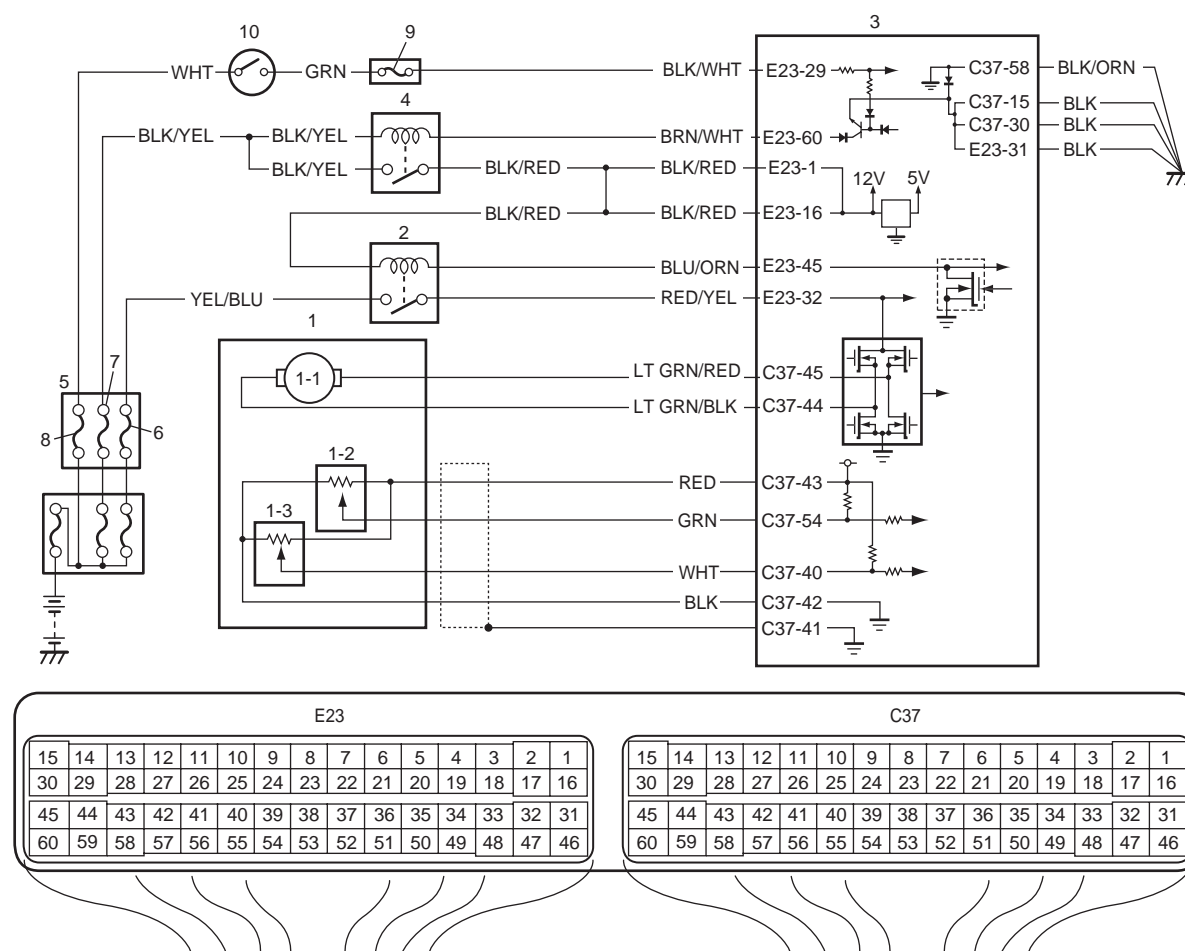 3
10
9
WHT
GRN
BLK/WHT
E23-29
C37-58
BLK/ORN
4
C37-15
BLK
BLK/YEL
BLK/YEL
BRN/WHT
E23-60
C37-30
BLK
E23-31
BLK
BLK/YEL
BLK/RED
BLK/RED
E23-1
12V
5V
BLK/RED
BLK/RED
E23-16
2
BLU/ORN
E23-45
YEL/BLU
RED/YEL
E23-32
1
7
5
1-1
LT GRN/RED
C37-45
LT GRN/BLK
C37-44
8
6
1-2
RED
C37-43
1-3
GRN
C37-54
WHT
C37-40
BLK
C37-42
C37-41
E23
C37
15 14 13 12 11 10 9 8 7 6 5 4 3 2 1
30 29 28 27 26 25 24 23 22 21 20 19 18 17 16
45 44 43 42 41 40 39 38 37 36 35 34 33 32 31
60 59 58 57 56 55 54 53 52 51 50 49 48 47 46
15 14 13 12 11 10 9 8 7 6 5 4 3 2 1
30 29 28 27 26 25 24 23 22 21 20 19 18 17 16
45 44 43 42 41 40 39 38 37 36 35 34 33 32 31
60 59 58 57 56 55 54 53 52 51 50 49 48 47 46